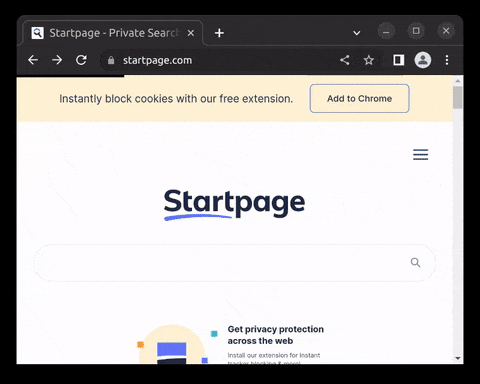 Startpage - Private Search
startpage.com
Instantly block cookies with our free extension.
Add to Chrome
Startpage
Get privacy protection
across the web
Install our extension for instant
tracker blocking & more!